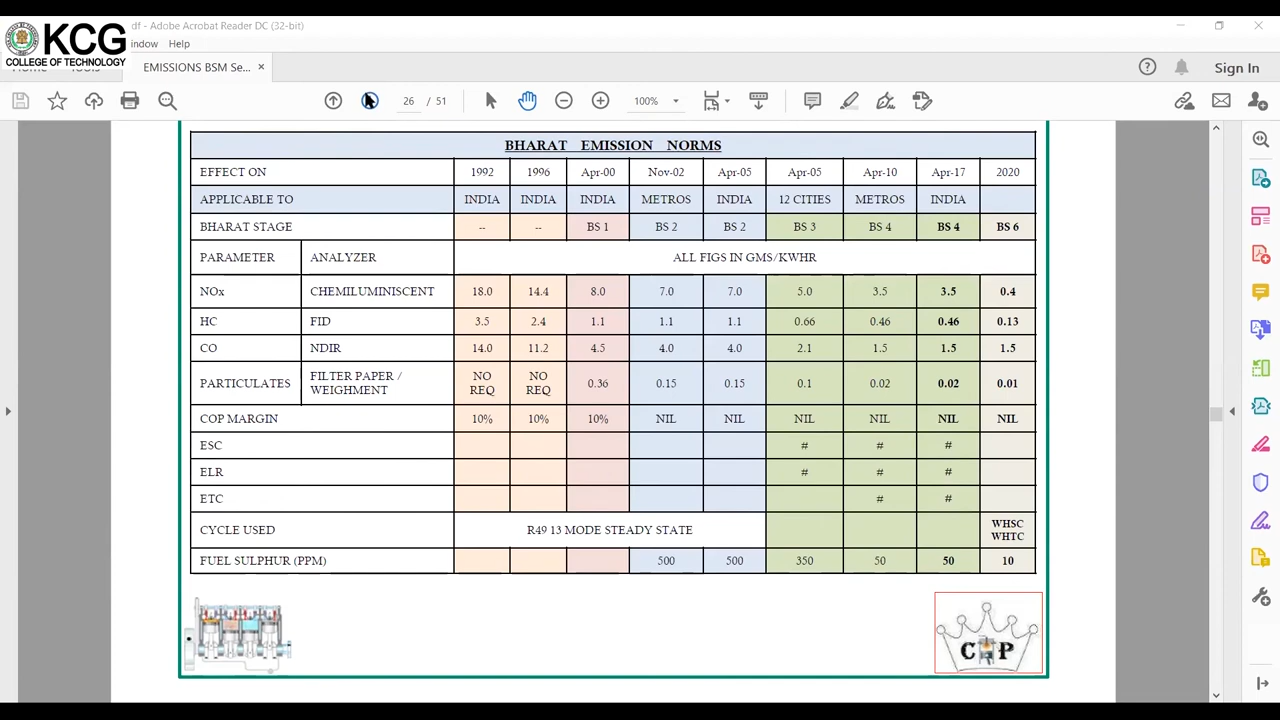 .df - Adobe Acrobat Reader DC (32-bit)
KCG
COLLEGE OF TECHNOLOGY
indow Help
EMISSIONS BSM Se... ×
Sign In
26 / 51
100%
BHARAT EMISSION NORMS
EFFECT ON 1992 1996 Apr-00 Nov-02 Apr-05 Apr-05 Apr-10 Apr-17 2020
APPLICABLE TO INDIA INDIA INDIA METROS INDIA 12 CITIES METROS INDIA
BHARAT STAGE -- -- BS 1 BS 2 BS 2 BS 3 BS 4 BS 4 BS 6
PARAMETER ANALYZER ALL FIGS IN GMS/KWHR
NOx CHEMILUMINISCENT 18.0 14.4 8.0 7.0 7.0 5.0 3.5 3.5 0.4
HC FID 3.5 2.4 1.1 1.1 1.1 0.66 0.46 0.46 0.13
CO NDIR 14.0 11.2 4.5 4.0 4.0 2.1 1.5 1.5 1.5
PARTICULATES FILTER PAPER / WEIGHMENT NO REQ NO REQ 0.36 0.15 0.15 0.1 0.02 0.02 0.01
COP MARGIN 10% 10% 10% NIL NIL NIL NIL NIL NIL
ESC # # #
ELR # # #
ETC # #
CYCLE USED R49 13 MODE STEADY STATE WHSC WHTC
FUEL SULPHUR (PPM) 500 500 350 50 50 10
C P